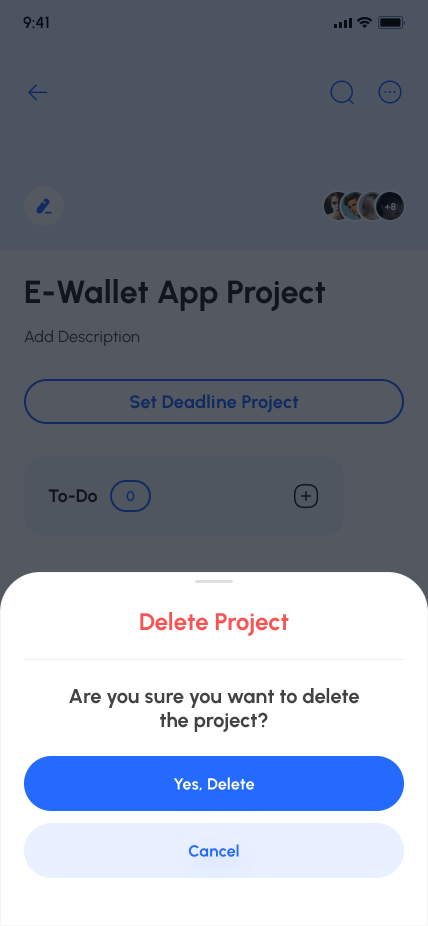 9:41
+8
E-Wallet App Project
Add Description
Set Deadline Project
To-Do 0
Delete Project
Are you sure you want to delete
the project?
Yes, Delete
Cancel